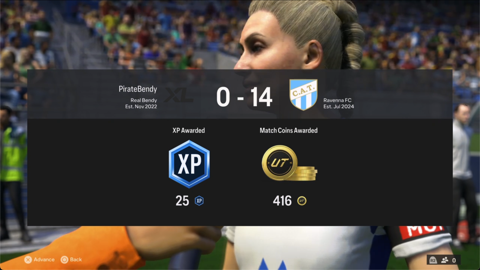 PirateBendy
Real Bendy
Est. Nov 2022
0 - 14
C.A.T.
Ravenna FC
Est. Jul 2024
XP Awarded
Match Coins Awarded
XP
UT
25 XP
416
Advance
Back
0